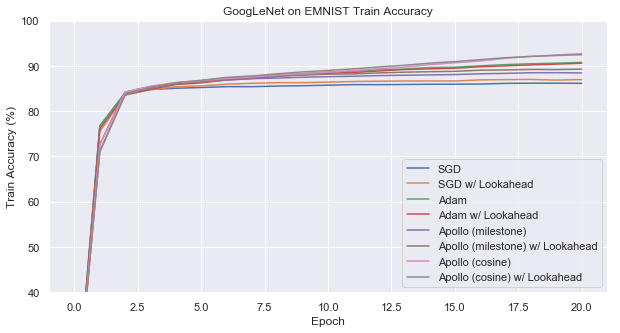 GoogLeNet on EMNIST Train Accuracy
Train Accuracy (%)
100
90
80
70
60
50
40
0.0 2.5 5.0 7.5 10.0 12.5 15.0 17.5 20.0
Epoch
SGD
SGD w/ Lookahead
Adam
Adam w/ Lookahead
Apollo (milestone)
Apollo (milestone) w/ Lookahead
Apollo (cosine)
Apollo (cosine) w/ Lookahead